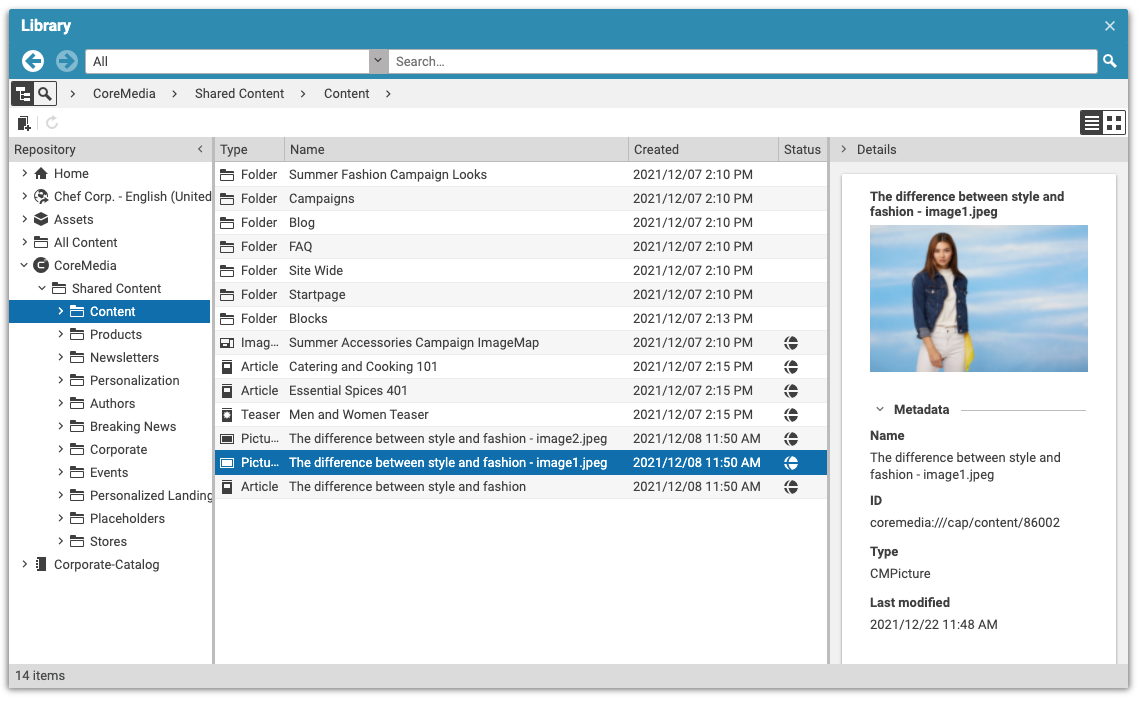 Library
All
Search...
CoreMedia
Shared Content
Content
Repository
Type
Name
Created
Status
Details
Home
Chef Corp. - English (United
Assets
All Content
CoreMedia
Shared Content
Content
Products
Newsletters
Personalization
Authors
Breaking News
Corporate
Events
Personalized Landing
Placeholders
Stores
Corporate-Catalog
Folder Summer Fashion Campaign Looks 2021/12/07 2:10 PM
Folder Campaigns 2021/12/07 2:10 PM
Folder Blog 2021/12/07 2:10 PM
Folder FAQ 2021/12/07 2:10 PM
Folder Site Wide 2021/12/07 2:10 PM
Folder Startpage 2021/12/07 2:10 PM
Folder Blocks 2021/12/07 2:13 PM
Imag... Summer Accessories Campaign ImageMap 2021/12/07 2:10 PM
Article Catering and Cooking 101 2021/12/07 2:15 PM
Article Essential Spices 401 2021/12/07 2:15 PM
Teaser Men and Women Teaser 2021/12/07 2:15 PM
Pictu... The difference between style and fashion - image2.jpeg 2021/12/08 11:50 AM
Pictu... The difference between style and fashion - image1.jpeg 2021/12/08 11:50 AM
Article The difference between style and fashion 2021/12/08 11:50 AM
The difference between style and
fashion - image1.jpeg
Metadata
Name
The difference between style and
fashion - image1.jpeg
ID
coremedia:///cap/content/86002
Type
CMPicture
Last modified
2021/12/22 11:48 AM
14 items